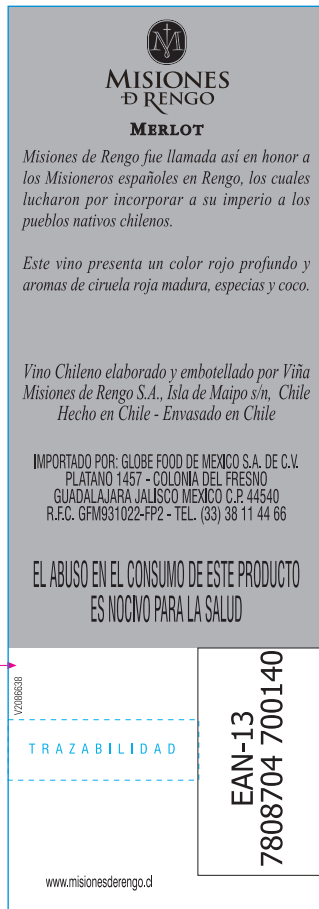 MISIONES
D RENGO
MERLOT
Misiones de Rengo fue llamada así en honor a
los Misioneros españoles en Rengo, los cuales
lucharon por incorporar a su imperio a los
pueblos nativos chilenos.
Este vino presenta un color rojo profundo y
aromas de ciruela roja madura, especias y coco.
Vino Chileno elaborado y embotellado por Viña
Misiones de Rengo S.A., Isla de Maipo s/n, Chile
Hecho en Chile - Envasado en Chile
IMPORTADO POR: GLOBE FOOD DE MEXICO S.A. DE C.V.
PLATANO 1457 - COLONIA DEL FRESNO
GUADALAJARA JALISCO MEXICO C.P. 44540
R.F.C. GFM931022-FP2 - TEL. (33) 38 11 44 66
EL ABUSO EN EL CONSUMO DE ESTE PRODUCTO
ES NOCIVO PARA LA SALUD
V2086638
TRAZABILIDAD
EAN-13
7808704 700140
www.misionesderengo.cl